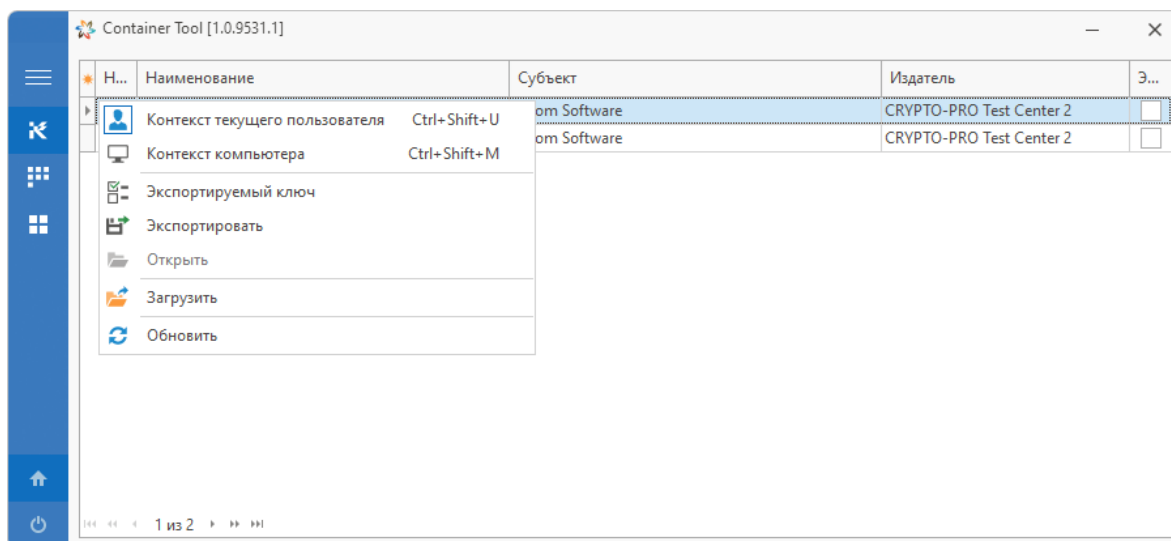 Container Tool [1.0.9531.1]
Н... Наименование Субъект Издатель Э...
Контекст текущего пользователя Ctrl+Shift+U om Software CRYPTO-PRO Test Center 2
Контекст компьютера Ctrl+Shift+M om Software CRYPTO-PRO Test Center 2
Экспортируемый ключ
Экспортировать
Открыть
Загрузить
Обновить
1 из 2